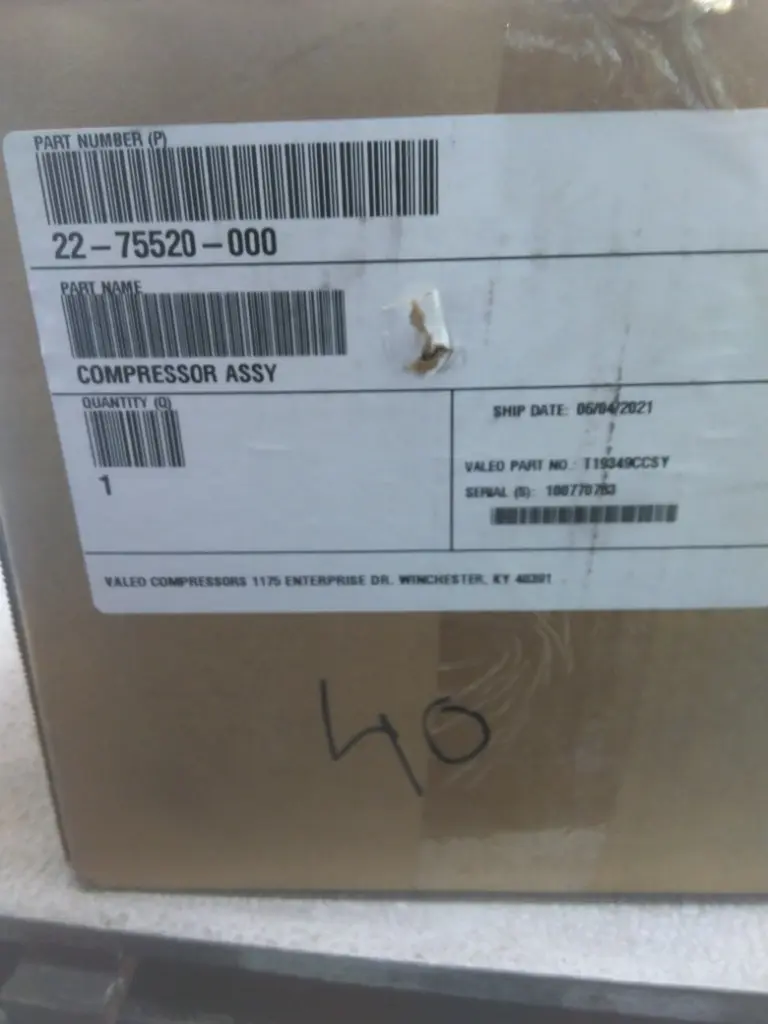 PART NUMBER (P)
22-75520-000
PART NAME
COMPRESSOR ASSY
QUANTITY (Q)
1
SHIP DATE: 06/04/2021
VALEO PART NO.: T19349CCSY
SERIAL (S): 100770763
VALEO COMPRESSORS 1175 ENTERPRISE DR. WINCHESTER, KY 40391
40